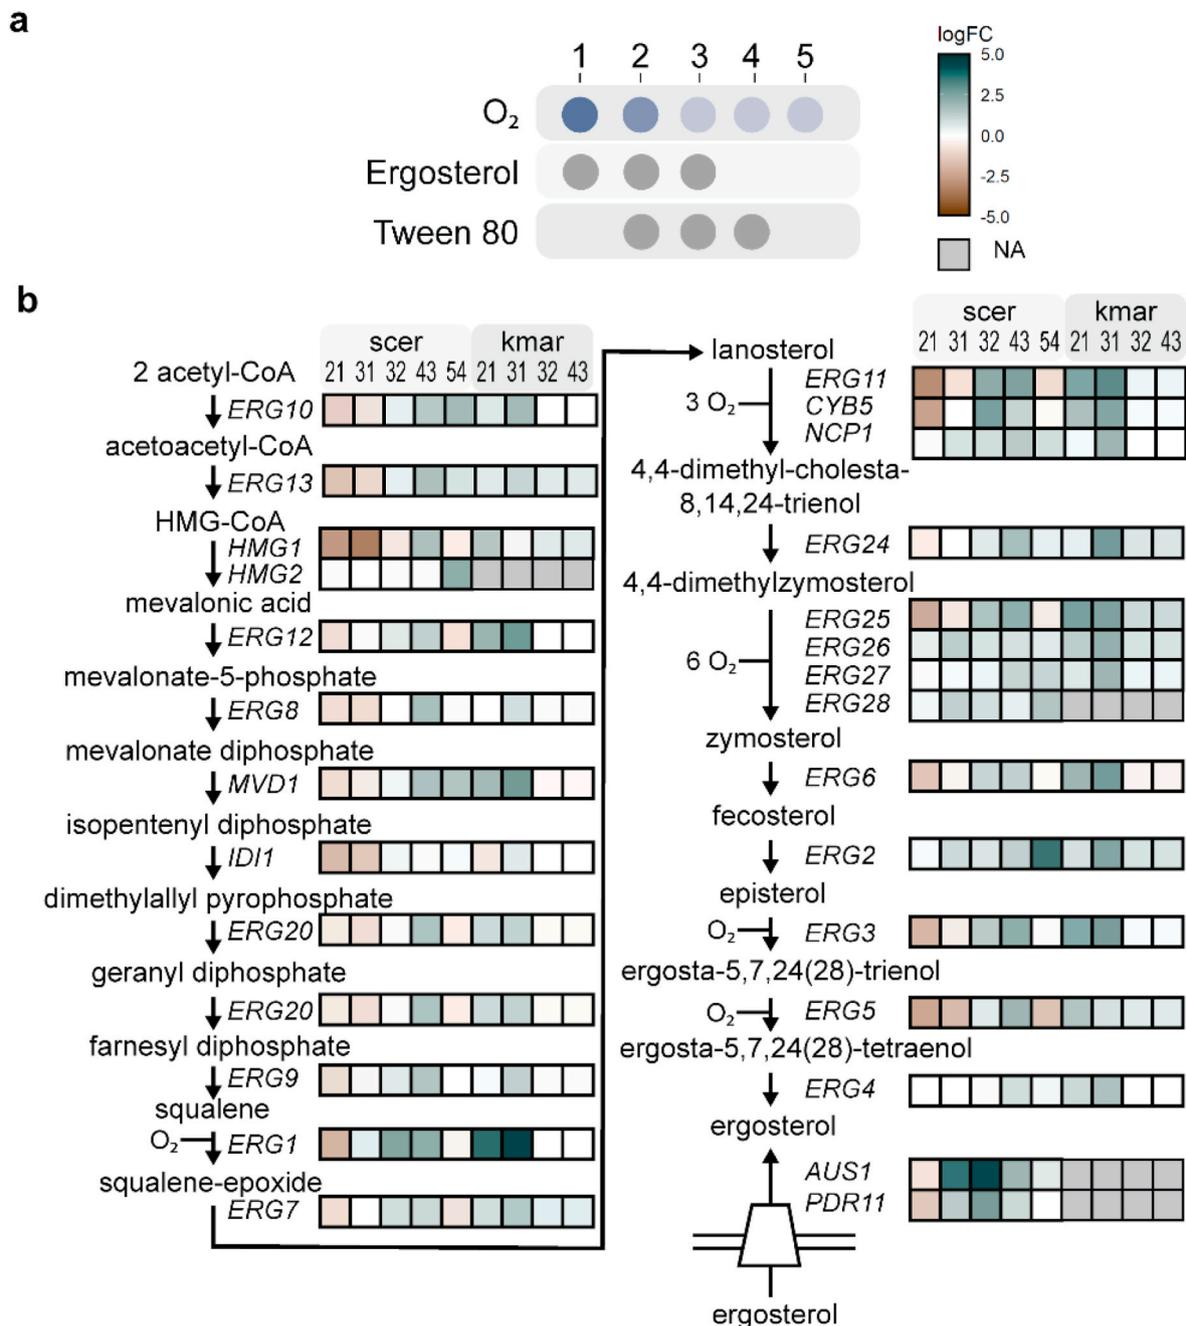 a
1 2 3 4 5
O₂
Ergosterol
Tween 80
logFC
5.0
2.5
0.0
-2.5
-5.0
NA
b
scer kmar
21 31 32 43 54 21 31 32 43
2 acetyl-CoA
ERG10
acetoacetyl-CoA
ERG13
HMG-CoA
HMG1
HMG2
mevalonic acid
ERG12
mevalonate-5-phosphate
ERG8
mevalonate diphosphate
MVD1
isopentenyl diphosphate
IDI1
dimethylallyl pyrophosphate
ERG20
geranyl diphosphate
ERG20
farnesyl diphosphate
ERG9
squalene
O₂
ERG1
squalene-epoxide
ERG7
scer kmar
21 31 32 43 54 21 31 32 43
lanosterol
ERG11
3 O₂
CYB5
NCP1
4,4-dimethyl-cholesta-
8,14,24-trienol
ERG24
4,4-dimethylzymosterol
ERG25
ERG26
6 O₂
ERG27
ERG28
zymosterol
ERG6
fecosterol
ERG2
episterol
O₂
ERG3
ergosta-5,7,24(28)-trienol
O₂
ERG5
ergosta-5,7,24(28)-tetraenol
ERG4
ergosterol
AUS1
PDR11
ergosterol